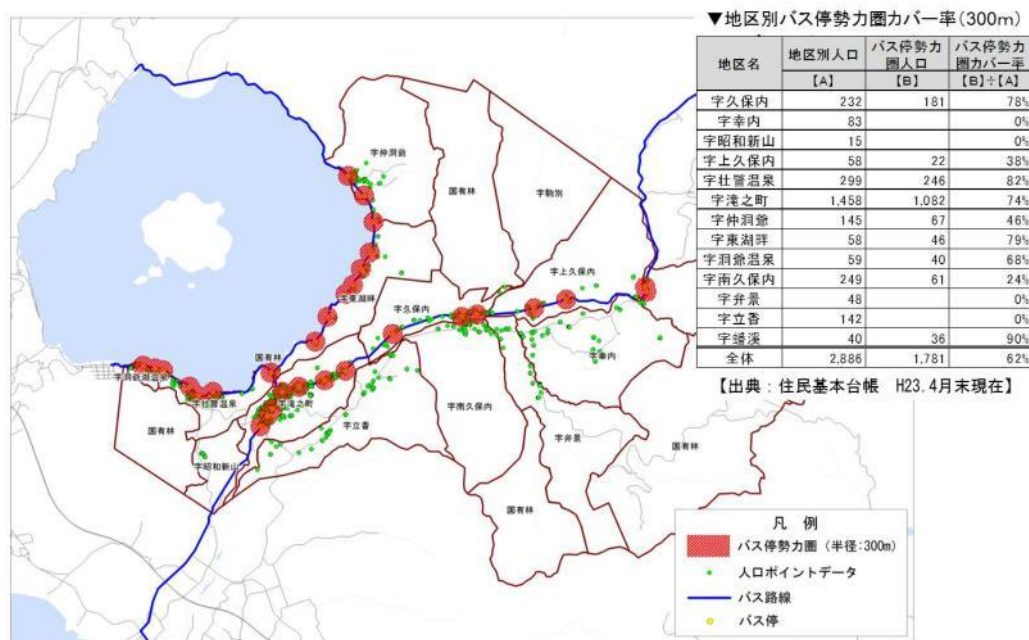 ▼地区別バス停勢力圏カバー率(300m)
地区名 地区別人口 バス停勢力圏人口 バス停勢力圏カバー率
【A】 【B】 【B】÷【A】
字久保内 232 181 78%
字幸内 83 0%
字昭和新山 15 0%
字上久保内 58 22 38%
字壮瞥温泉 299 246 82%
字滝之町 1,458 1,082 74%
字仲洞爺 145 67 46%
字東湖畔 58 46 79%
字洞爺温泉 59 40 68%
字南久保内 249 61 24%
字弁景 48 0%
字立香 142 0%
字蟠渓 40 36 90%
全体 2,886 1,781 62%
【出典：住民基本台帳 H23.4月末現在】
字仲洞爺
国有林
字駒別
字上久保内
字東湖畔
字久保内
国有林
字幸内
字洞爺湖温泉
字壮瞥温泉
字滝之町
字南久保内
国有林
字立香
字弁景
国有林
字昭和新山
国有林
凡 例
バス停勢力圏（半径:300m）
人口ポイントデータ
バス路線
バス停